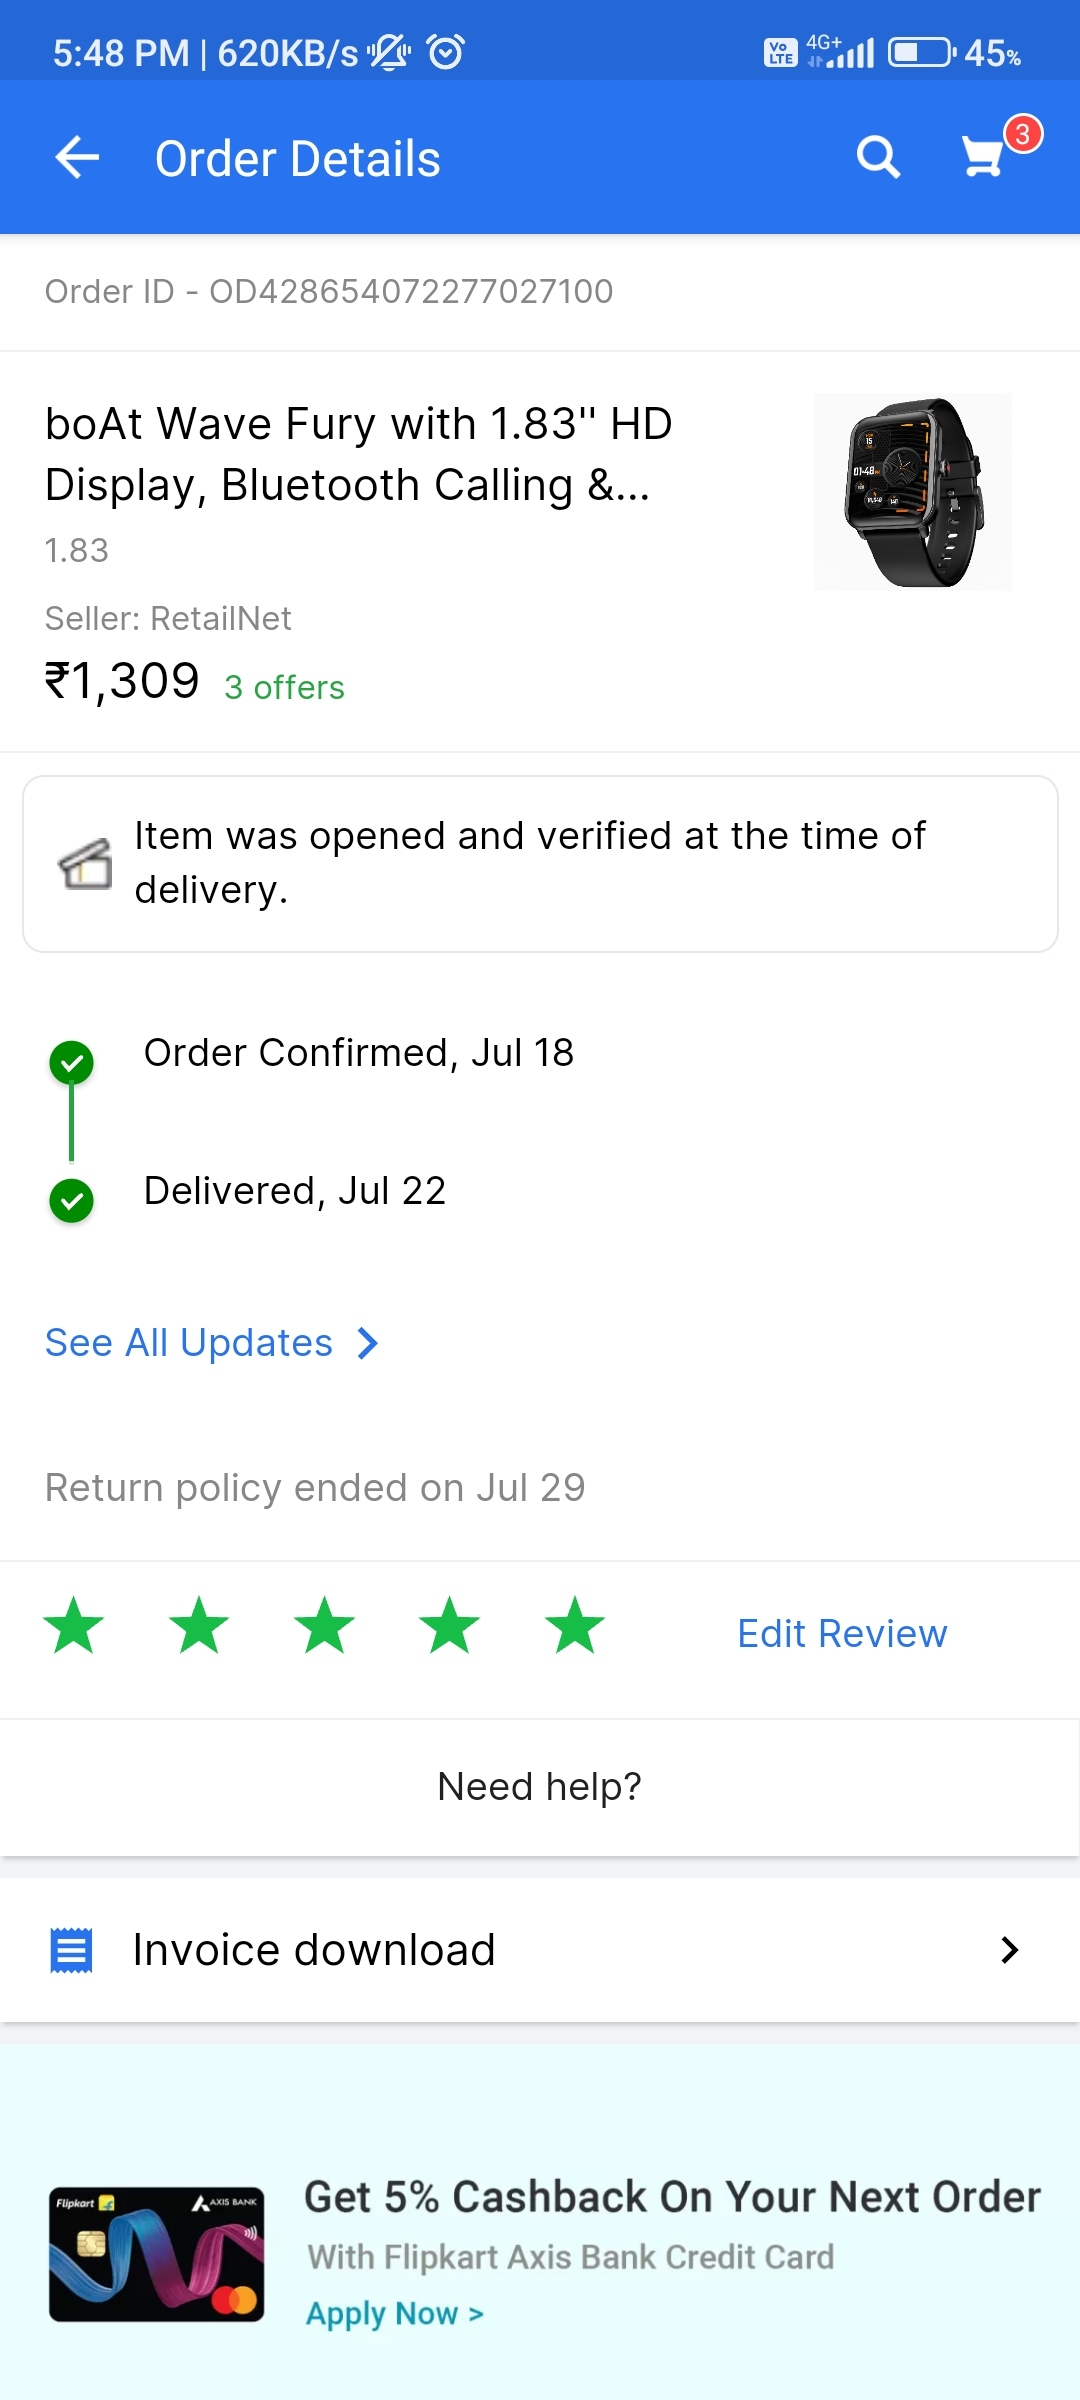 5:48 PM | 620KB/s
Vo LTE 4G+ 45%
Order Details
3
Order ID - OD428654072277027100
boAt Wave Fury with 1.83" HD
Display, Bluetooth Calling &...
1.83
Seller: RetailNet
₹1,309 3 offers
Item was opened and verified at the time of
delivery.
Order Confirmed, Jul 18
Delivered, Jul 22
See All Updates
Return policy ended on Jul 29
Edit Review
Need help?
Invoice download
Flipkart AXIS BANK
Get 5% Cashback On Your Next Order
With Flipkart Axis Bank Credit Card
Apply Now >